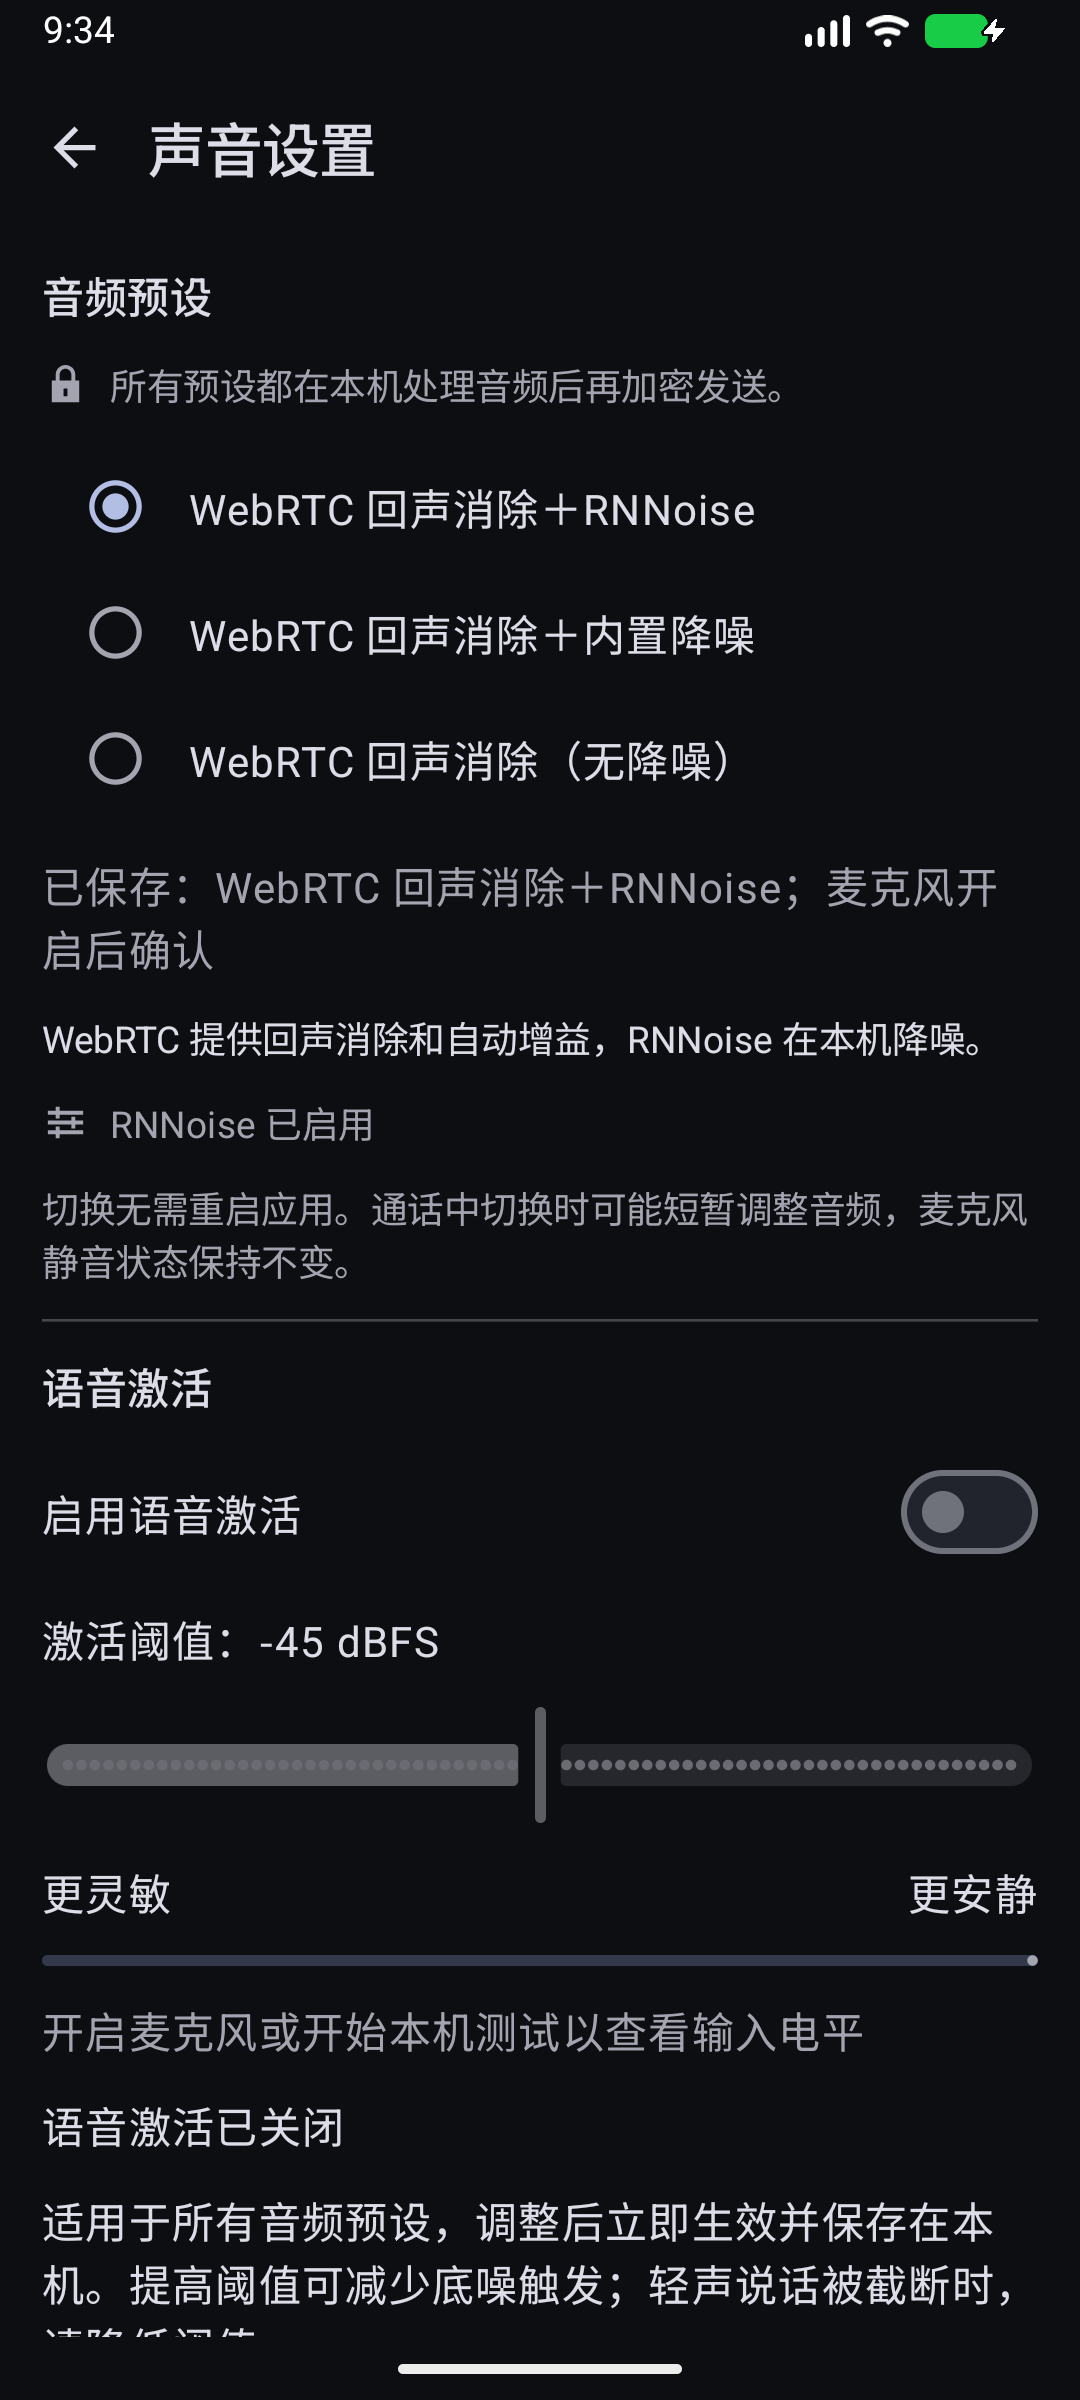 9:34
声音设置
音频预设
所有预设都在本机处理音频后再加密发送。
WebRTC 回声消除＋RNNoise
WebRTC 回声消除＋内置降噪
WebRTC 回声消除（无降噪）
已保存：WebRTC 回声消除＋RNNoise；麦克风开
启后确认
WebRTC 提供回声消除和自动增益，RNNoise 在本机降噪。
RNNoise 已启用
切换无需重启应用。通话中切换时可能短暂调整音频，麦克风
静音状态保持不变。
语音激活
启用语音激活
激活阈值：-45 dBFS
更灵敏
更安静
开启麦克风或开始本机测试以查看输入电平
语音激活已关闭
适用于所有音频预设，调整后立即生效并保存在本
机。提高阈值可减少底噪触发；轻声说话被截断时，